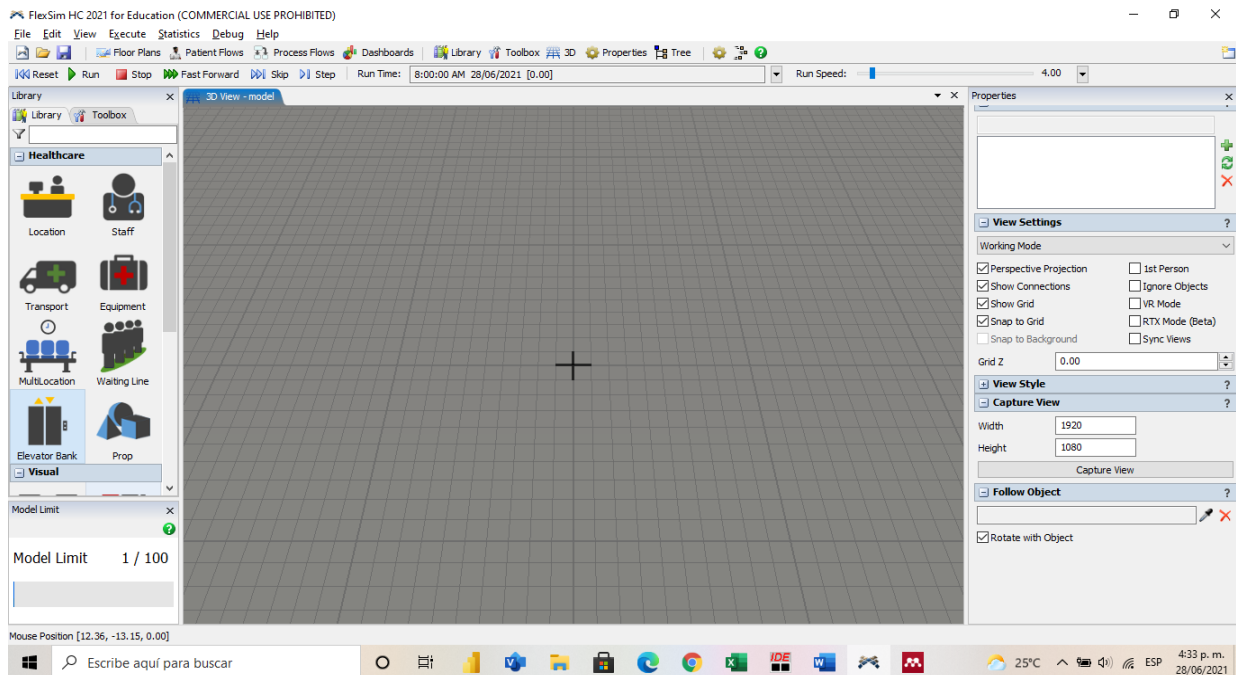 FlexSim HC 2021 for Education (COMMERCIAL USE PROHIBITED)
File Edit View Execute Statistics Debug Help
Floor Plans Patient Flows Process Flows Dashboards Library Toolbox 3D Properties Tree
Reset Run Stop Fast Forward Skip Step Run Time: 8:00:00 AM 28/06/2021 [0.00] Run Speed: 4.00
Library
Library Toolbox
Healthcare
Location Staff
Transport Equipment
MultiLocation Waiting Line
Elevator Bank Prop
Visual
Model Limit
Model Limit 1 / 100
3D View - model
Properties
View Settings ?
Working Mode
Perspective Projection 1st Person
Show Connections Ignore Objects
Show Grid VR Mode
Snap to Grid RTX Mode (Beta)
Snap to Background Sync Views
Grid Z 0.00
View Style ?
Capture View ?
Width 1920
Height 1080
Capture View
Follow Object ?
Rotate with Object
Mouse Position [12.36, -13.15, 0.00]
Escribe aquí para buscar
IDE
25°C ESP 4:33 p. m.
28/06/2021